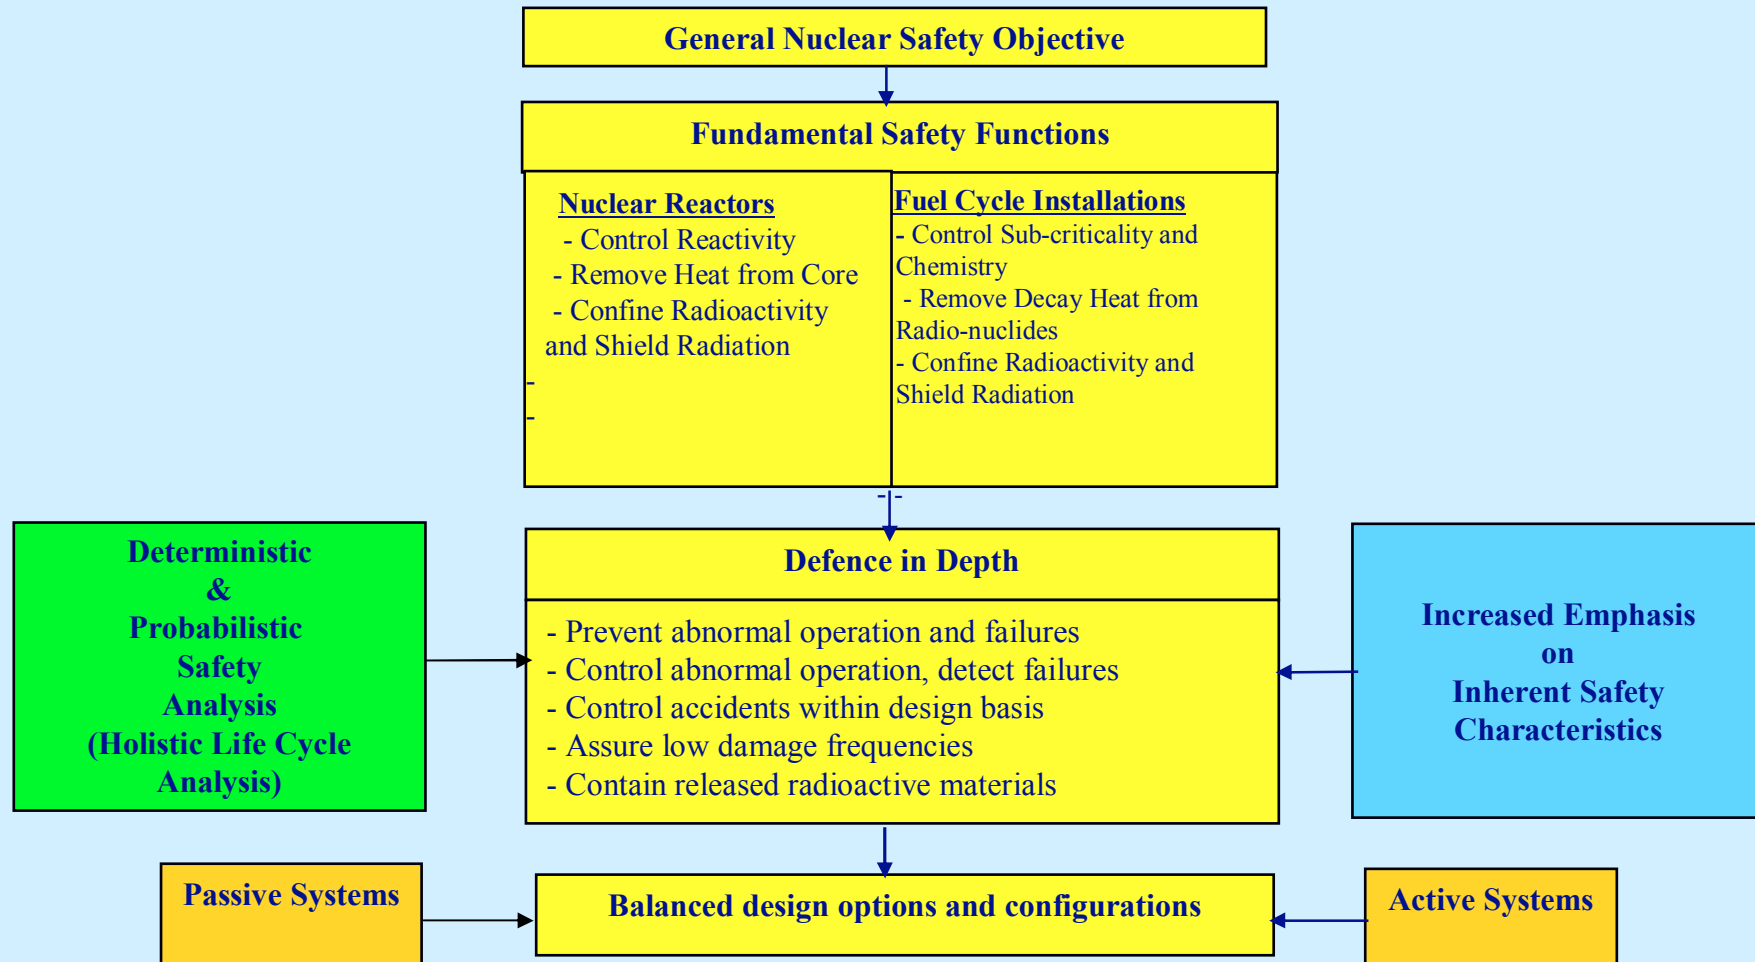 General Nuclear Safety Objective
Fundamental Safety Functions
Nuclear Reactors
- Control Reactivity
- Remove Heat from Core
- Confine Radioactivity
and Shield Radiation
-
-
Fuel Cycle Installations
- Control Sub-criticality and
Chemistry
- Remove Decay Heat from
Radio-nuclides
- Confine Radioactivity and
Shield Radiation
- -
Deterministic
&
Probabilistic
Safety
Analysis
(Holistic Life Cycle
Analysis)
Defence in Depth
- Prevent abnormal operation and failures
- Control abnormal operation, detect failures
- Control accidents within design basis
- Assure low damage frequencies
- Contain released radioactive materials
Increased Emphasis
on
Inherent Safety
Characteristics
Passive Systems
Balanced design options and configurations
Active Systems